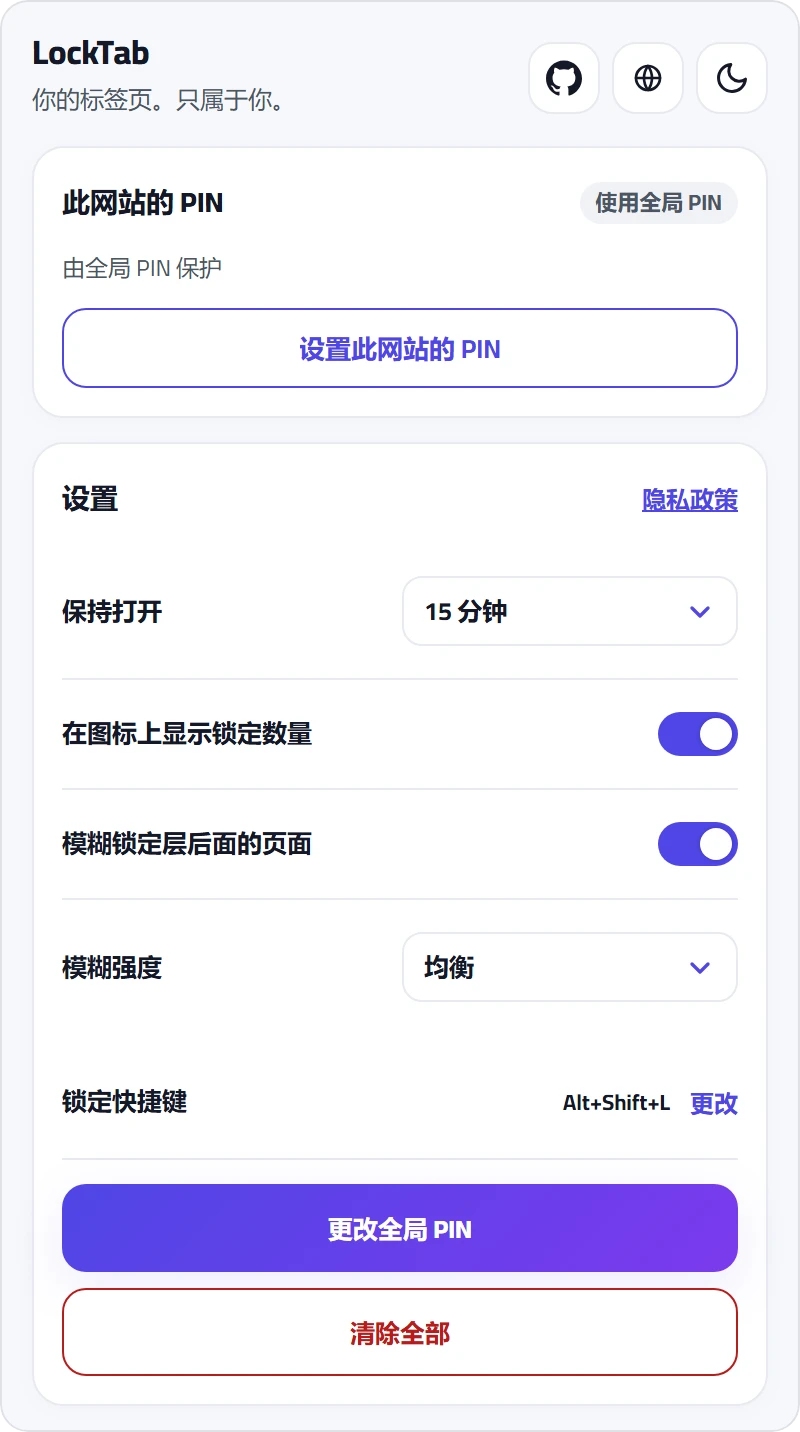 LockTab
你的标签页。只属于你。
此网站的 PIN
使用全局 PIN
由全局 PIN 保护
设置此网站的 PIN
设置
隐私政策
保持打开
15 分钟
在图标上显示锁定数量
模糊锁定层后面的页面
模糊强度
均衡
锁定快捷键
Alt+Shift+L
更改
更改全局 PIN
清除全部